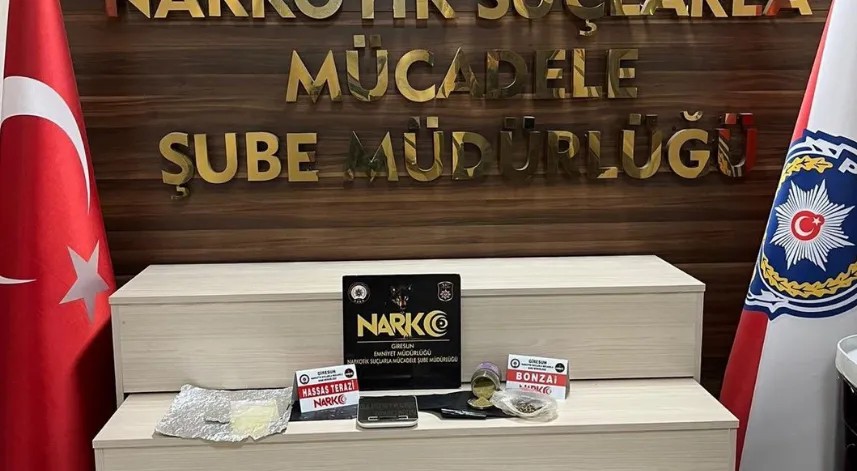 NARKOTİK SUÇLARLA
MÜCADELE
ŞUBE MÜDÜRLÜĞÜ
NARKO
GİRESUN
EMNİYET MÜDÜRLÜĞÜ
NARKOTİK SUÇLARLA MÜCADELE ŞUBE MÜDÜRLÜĞÜ
GİRESUN
HASSAS TERAZİ
NARKO
GİRESUN
BONZAİ
NARKO